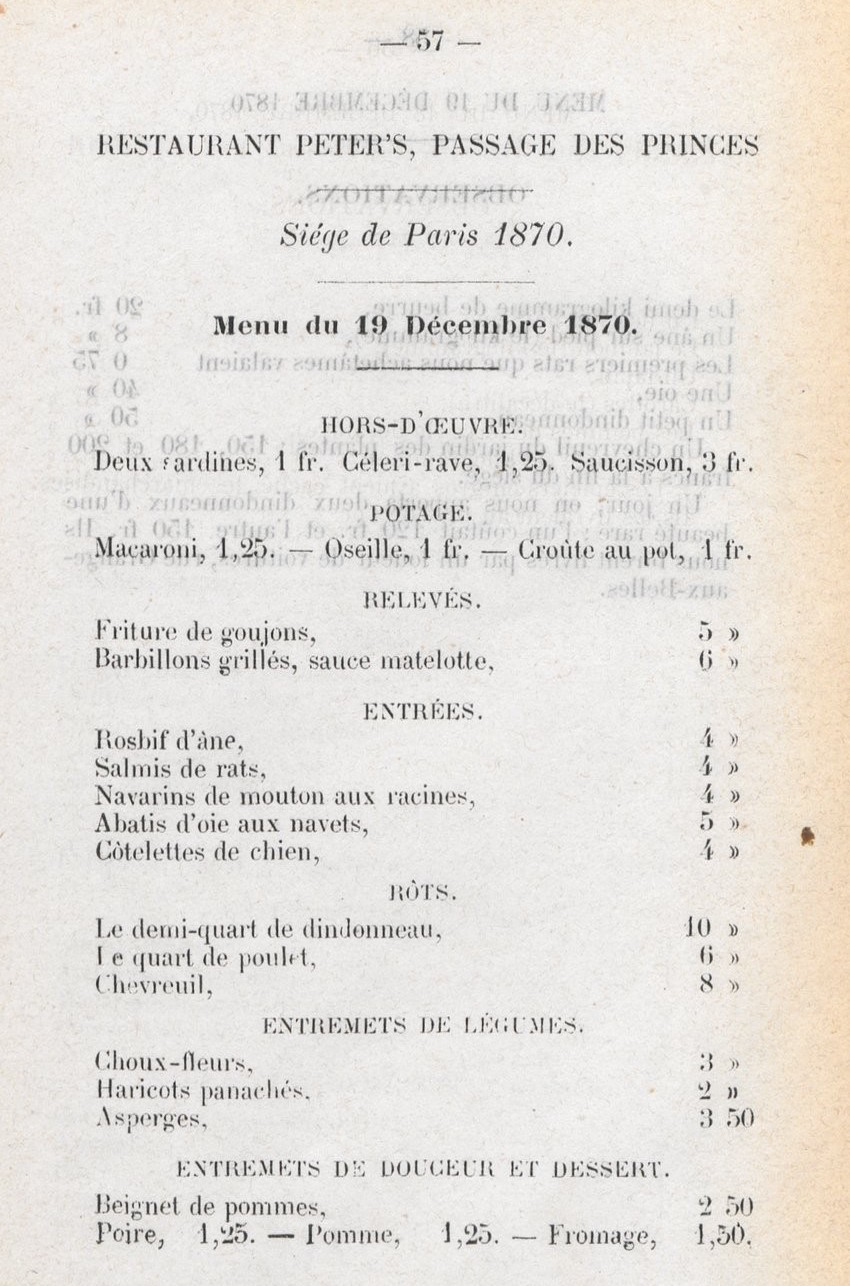 — 57 —
RESTAURANT PETER'S, PASSAGE DES PRINCES
Siége de Paris 1870.
Menu du 19 Décembre 1870.
HORS-D'ŒUVRE.
Deux sardines, 1 fr. Céleri-rave, 1,25. Saucisson, 3 fr.
POTAGE.
Macaroni, 1,25. — Oseille, 1 fr. — Croûte au pot, 1 fr.
RELEVÉS.
Friture de goujons, 5 »
Barbillons grillés, sauce matelotte, 6 »
ENTRÉES.
Rosbif d'âne, 4 »
Salmis de rats, 4 »
Navarins de mouton aux racines, 4 »
Abatis d'oie aux navets, 5 »
Côtelettes de chien, 4 »
RÔTS.
Le demi-quart de dindonneau, 10 »
Le quart de poulet, 6 »
Chevreuil, 8 »
ENTREMETS DE LÉGUMES.
Choux-fleurs, 3 »
Haricots panachés, 2 »
Asperges, 3 50
ENTREMETS DE DOUCEUR ET DESSERT.
Beignet de pommes, 2 50
Poire, 1,25. — Pomme, 1,25. — Fromage, 1,50.